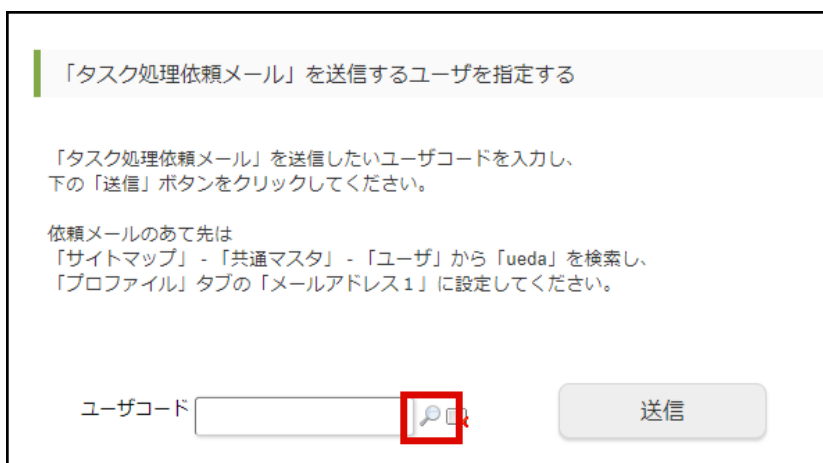 「タスク処理依頼メール」を送信するユーザを指定する
「タスク処理依頼メール」を送信したいユーザコードを入力し、
下の「送信」ボタンをクリックしてください。
依頼メールのあて先は
「サイトマップ」 - 「共通マスタ」 - 「ユーザ」から「ueda」を検索し、
「プロファイル」タブの「メールアドレス１」に設定してください。
ユーザコード 送信